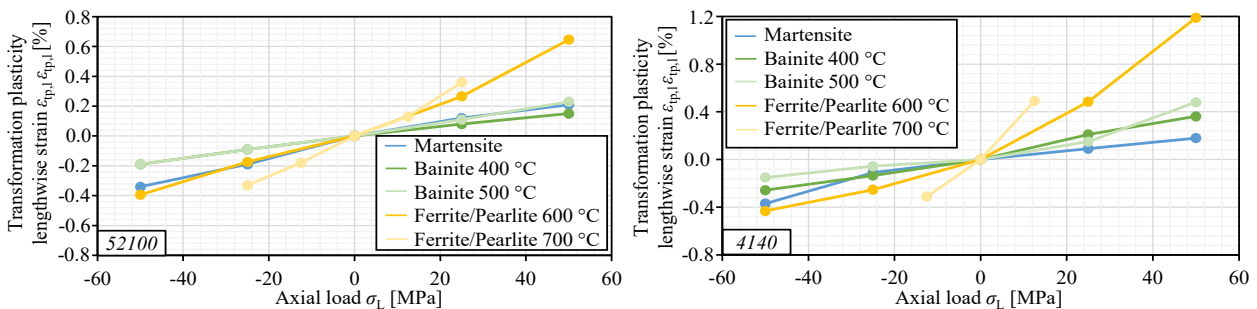 Transformation plasticity
lengthwise strain εtp,l εtp,l [%]
0.8
0.6
0.4
0.2
0.0
-0.2
-0.4
-0.6
-0.8
Martensite
Bainite 400 °C
Bainite 500 °C
Ferrite/Pearlite 600 °C
Ferrite/Pearlite 700 °C
52100
-60 -40 -20 0 20 40 60
Axial load σL [MPa]
Transformation plasticity
lengthwise strain εtp,l εtp,l [%]
1.2
0.8
0.4
0.0
-0.4
-0.8
Martensite
Bainite 400 °C
Bainite 500 °C
Ferrite/Pearlite 600 °C
Ferrite/Pearlite 700 °C
4140
-60 -40 -20 0 20 40 60
Axial load σL [MPa]